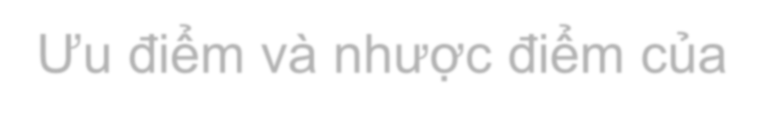 Ưu điểm và nhược điểm của